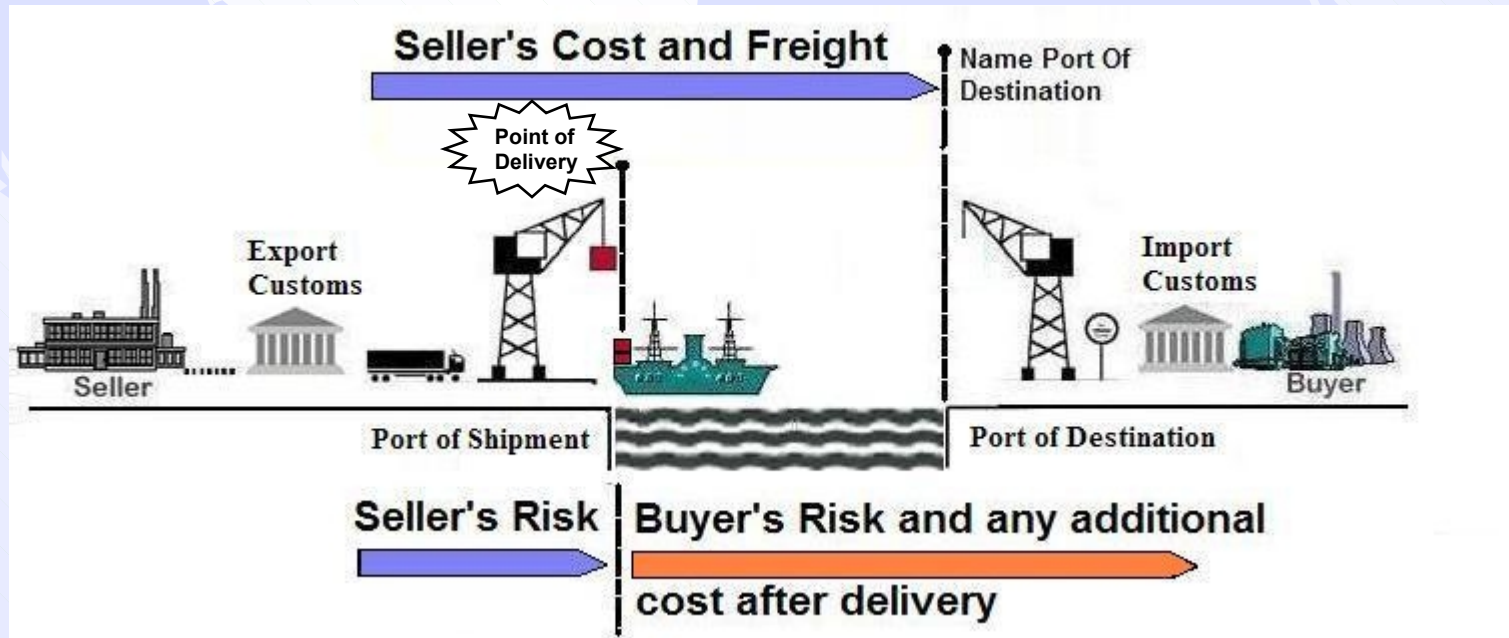 Seller's Cost and Freight
Name Port Of
Destination
Point of
Delivery
Export
Customs
Import
Customs
Seller
Buyer
Port of Shipment
Port of Destination
Seller's Risk
Buyer's Risk and any additional
cost after delivery